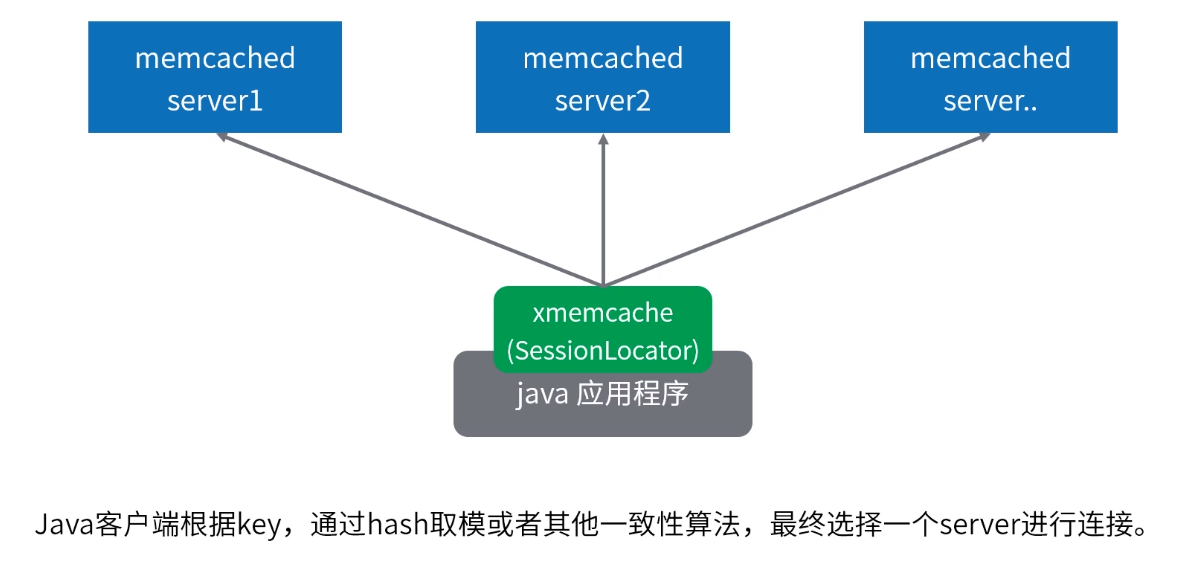 memcached
server1
memcached
server2
memcached
server..
xmemcache
(SessionLocator)
java 应用程序
Java客户端根据key，通过hash取模或者其他一致性算法，最终选择一个server进行连接。